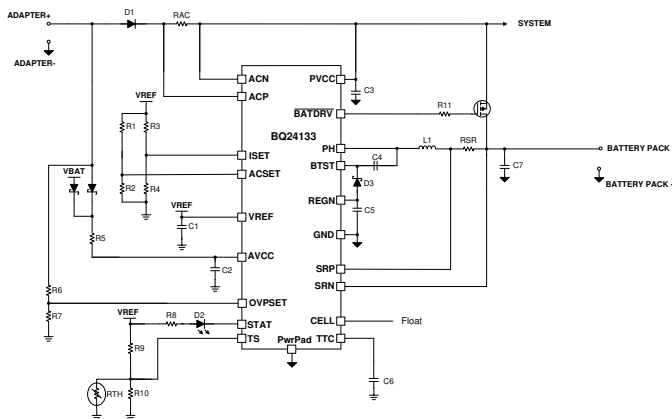 ADAPTER+
D1
RAC
SYSTEM
ADAPTER-
ACN
PVCC
C3
ACP
VREF
BATDRV
R11
BQ24133
R1
R3
PH
L1
RSR
BATTERY PACK +
ISET
BTST
C4
C7
VBAT
ACSET
D3
R2
R4
BATTERY PACK -
REGN
VREF
C5
VREF
C1
GND
R5
AVCC
SRP
C2
SRN
R6
OVPSET
R7
VREF
R8
D2
CELL
Float
STAT
TS
PwrPad
TTC
R9
C6
RTH
R10